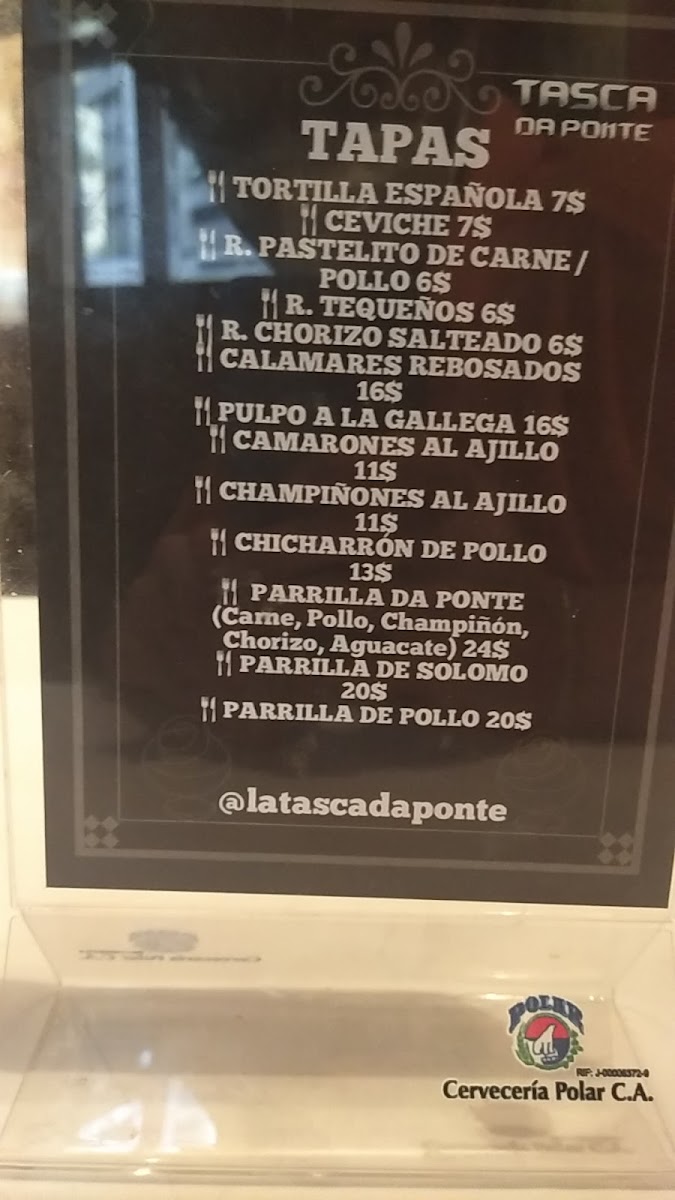 TASCA
DA PONTE
TAPAS
TORTILLA ESPAÑOLA 7$
CEVICHE 7$
R. PASTELITO DE CARNE/
POLLO 6$
R. TEQUEÑOS 6$
R. CHORIZO SALTEADO 6$
CALAMARES REBOSADOS
16$
PULPO A LA GALLEGA 16$
CAMARONES AL AJILLO
11$
CHAMPIÑONES AL AJILLO
11$
CHICHARRÓN DE POLLO
13$
PARRILLA DA PONTE
(Carne, Pollo, Champiñón,
Chorizo, Aguacate) 24$
PARRILLA DE SOLOMO
20$
PARRILLA DE POLLO 20$
@latascadaponte
POLAR
RIF: J-00006372-9
Cervecería Polar C.A.